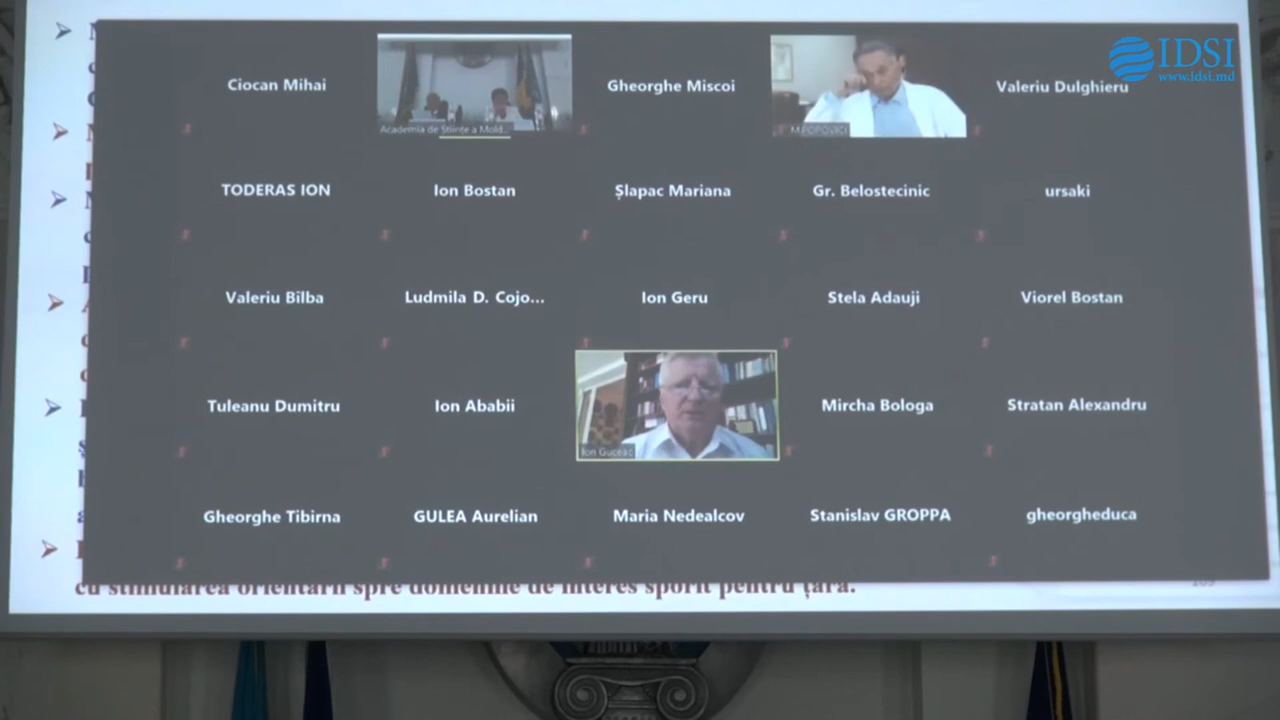 IDSI
www.idsi.md
Ciocan Mihai
Academia de Științe a Mold...
Gheorghe Miscoi
M.POPOVICI
Valeriu Dulghieru
TODERAS ION
Ion Bostan
Șlapac Mariana
Gr. Belostecinic
ursaki
Valeriu Bîlba
Ludmila D. Cojo...
Ion Geru
Stela Adauji
Viorel Bostan
Tuleanu Dumitru
Ion Ababii
Ion Guceac
Mircha Bologa
Stratan Alexandru
Gheorghe Tibirna
GULEA Aurelian
Maria Nedealcov
Stanislav GROPPA
gheorgheduca
cu stimularea orientării spre domeniile de interes sporit pentru țară.